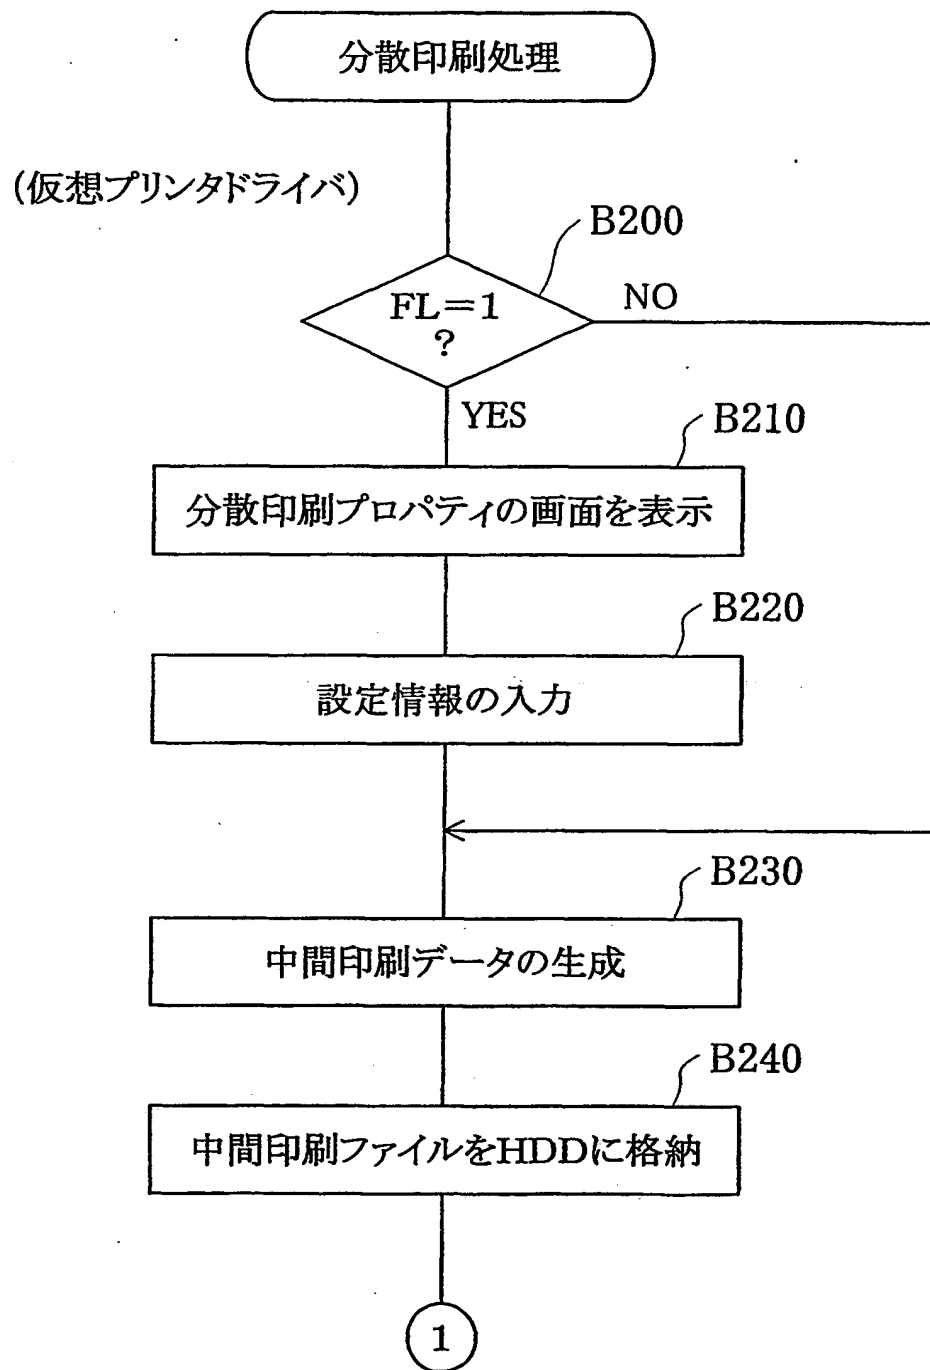 分散印刷処理
(仮想プリンタドライバ)
B200
FL=1
?
NO
YES
B210
分散印刷プロパティの画面を表示
B220
設定情報の入力
B230
中間印刷データの生成
B240
中間印刷ファイルをHDDに格納
1